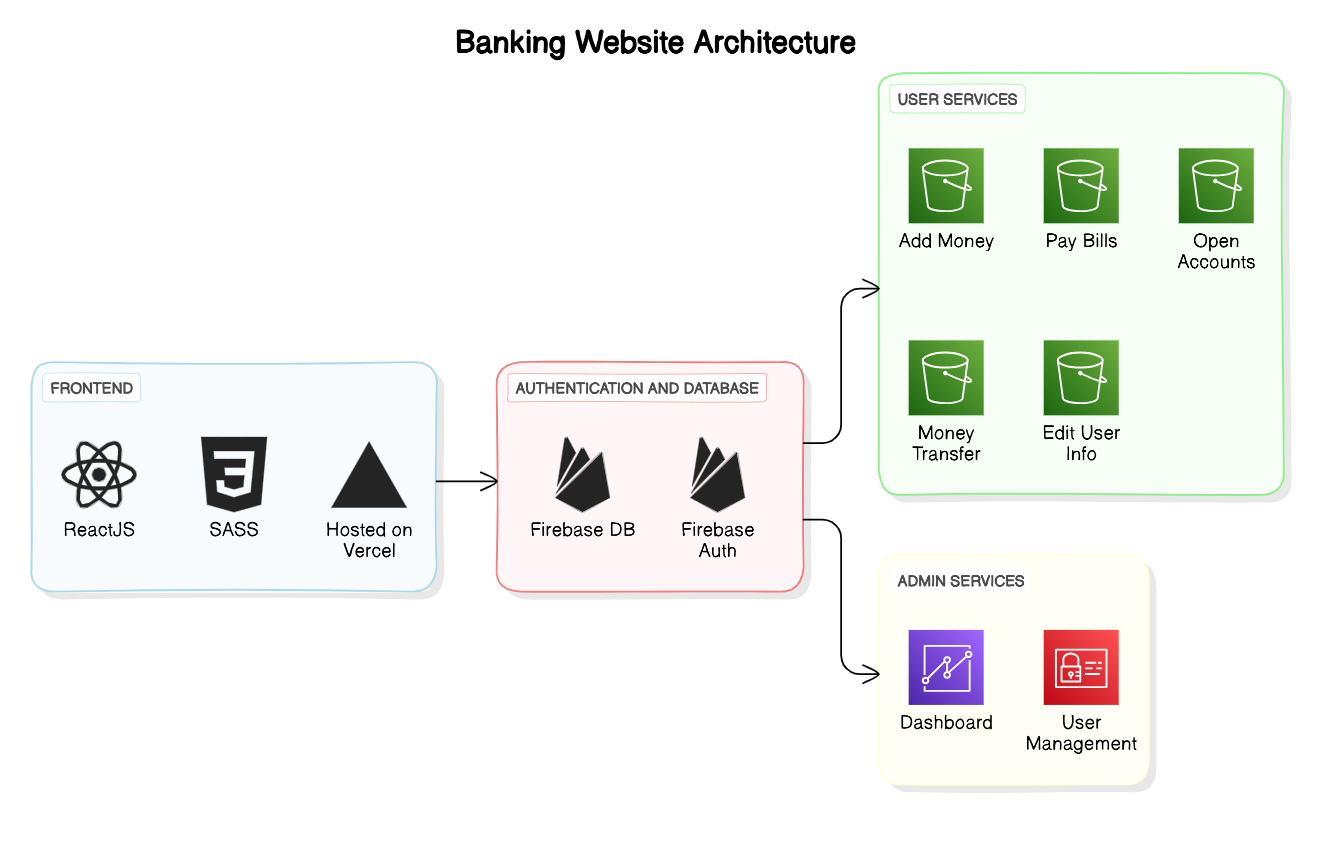 Banking Website Architecture
USER SERVICES
Add Money
Pay Bills
Open
Accounts
Money
Transfer
Edit User
Info
FRONTEND
ReactJS
SASS
Hosted on
Vercel
AUTHENTICATION AND DATABASE
Firebase DB
Firebase
Auth
ADMIN SERVICES
Dashboard
User
Management